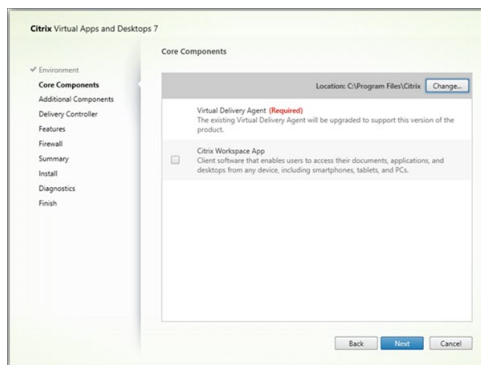 Citrix Virtual Apps and Desktops 7
Core Components
Environment
Core Components
Additional Components
Delivery Controller
Features
Firewall
Summary
Install
Diagnostics
Finish
Location: C:\Program Files\Citrix
Change...
Virtual Delivery Agent (Required)
The existing Virtual Delivery Agent will be upgraded to support this version of the
product.
Citrix Workspace App
Client software that enables users to access their documents, applications, and
desktops from any device, including smartphones, tablets, and PCs.
Back
Next
Cancel